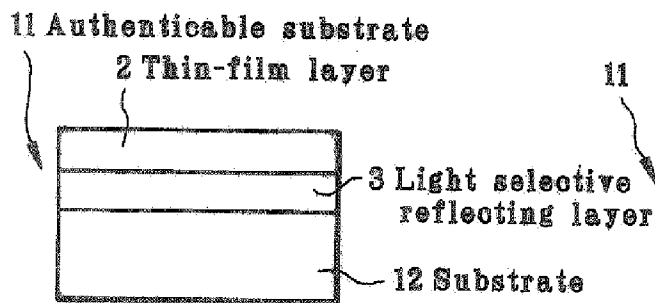 11 Authenticable substrate
2 Thin-film layer
11
3 Light selective
reflecting layer
12 Substrate